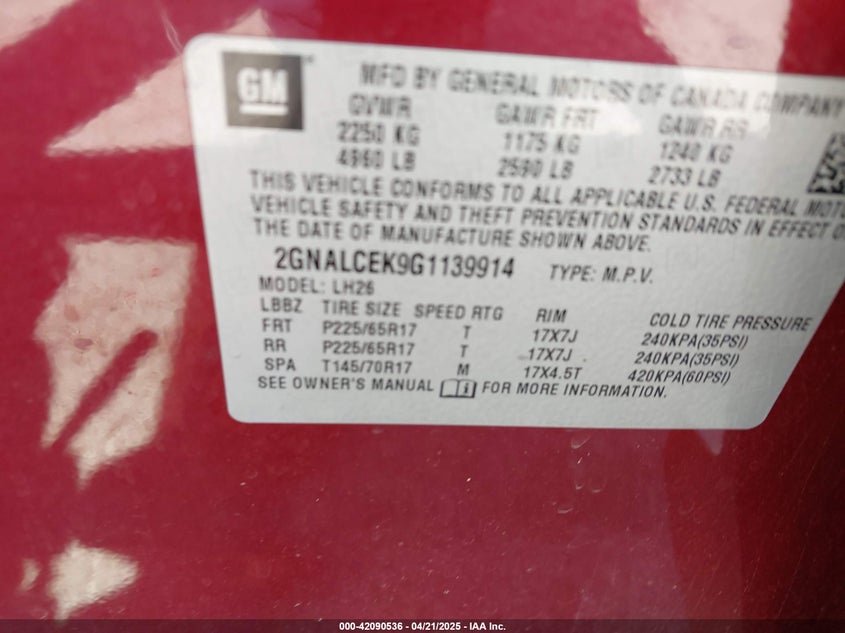 GM
MFD BY GENERAL MOTORS OF CANADA COMPANY
GVWR GAWR FRT GAWR RR
2250 KG 1175 KG 1240 KG
4960 LB 2590 LB 2733 LB
THIS VEHICLE CONFORMS TO ALL APPLICABLE U.S. FEDERAL
VEHICLE SAFETY AND THEFT PREVENTION STANDARDS IN EFFECT
THE DATE OF MANUFACTURE SHOWN ABOVE.
2GNALCEK9G1139914 TYPE: M.P.V.
MODEL: LH26
LBBZ TIRE SIZE SPEED RTG RIM COLD TIRE PRESSURE
FRT P225/65R17 T 17X7J 240KPA(35PSI)
RR P225/65R17 T 17X7J 240KPA(35PSI)
SPA T145/70R17 M 17X4.5T 420KPA(60PSI)
SEE OWNER'S MANUAL FOR MORE INFORMATION.
000-42090536 - 04/21/2025 - IAA Inc.